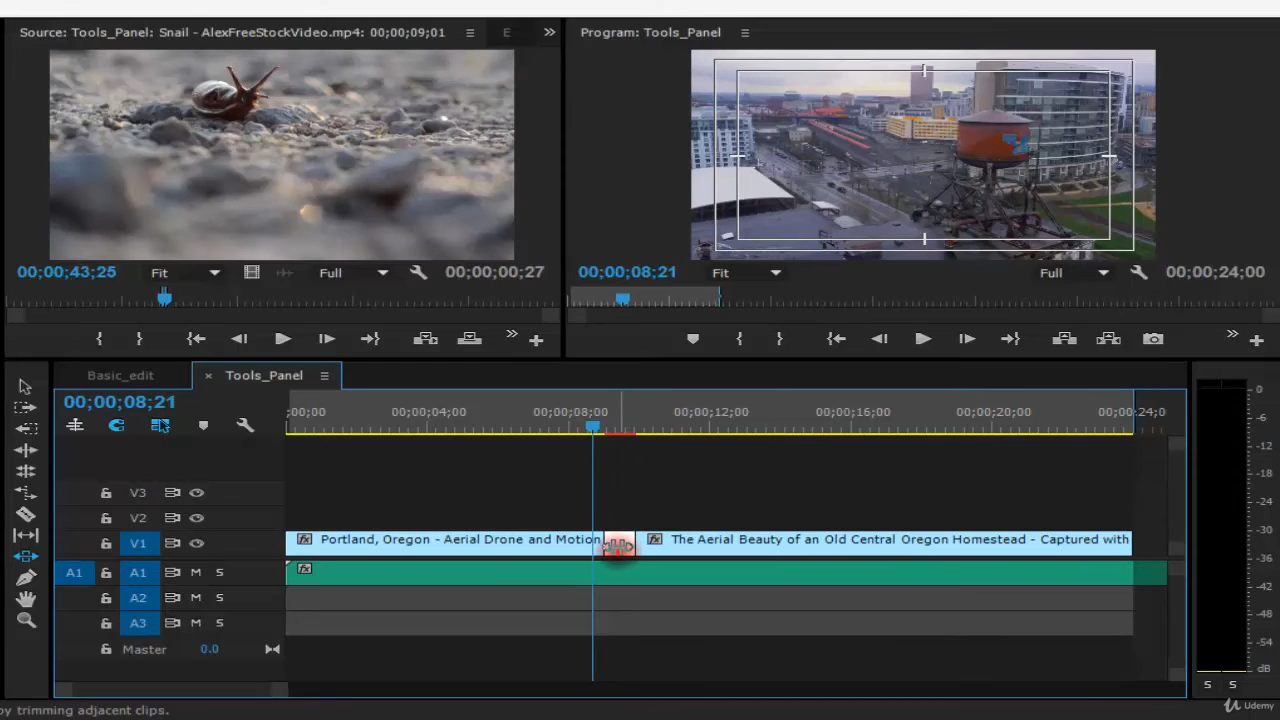 Source: Tools_Panel: Snail - AlexFreeStockVideo.mp4: 00;00;09;01
E
Program: Tools_Panel
00;00;43;25
Fit
Full
00;00;00;27
00;00;08;21
Fit
Full
00;00;24;00
Basic_edit
× Tools_Panel
00;00;08;21
;00;00
00;00;04;00
00;00;08;00
00;00;12;00
00;00;16;00
00;00;20;00
00;00;24;0
V3
V2
V1
fx Portland, Oregon - Aerial Drone and Motion
fx The Aerial Beauty of an Old Central Oregon Homestead - Captured with
A1
A1
M S
fx
A2
M S
A3
M S
Master
0.0
0
-6
-12
-18
-24
-30
-36
-42
-48
-54
dB
S S
by trimming adjacent clips.
Udemy